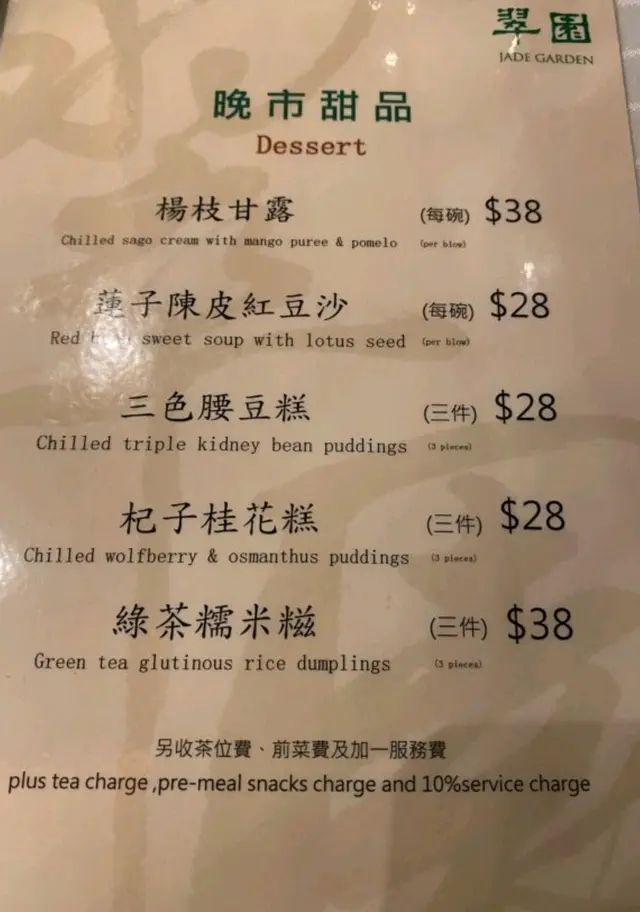 翠園
JADE GARDEN
晚市甜品
Dessert
楊枝甘露 (每碗) $38
Chilled sago cream with mango puree & pomelo (per blow)
蓮子陳皮紅豆沙 (每碗) $28
Red sweet soup with lotus seed (per blow)
三色腰豆糕 (三件) $28
Chilled triple kidney bean puddings (3 pieces)
杞子桂花糕 (三件) $28
Chilled wolfberry & osmanthus puddings (3 pieces)
綠茶糯米糍 (三件) $38
Green tea glutinous rice dumplings (3 pieces)
另收茶位費、前菜費及加一服務費
plus tea charge ,pre-meal snacks charge and 10%service charge